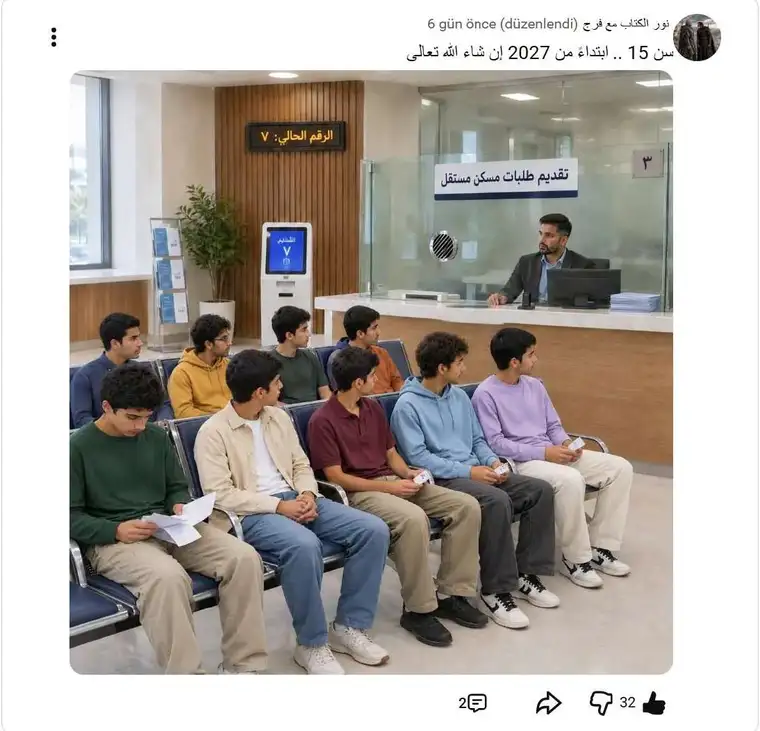 نور الكتاب مع فرج 6 gün önce (düzenlendi)
سن 15 .. ابتداءً من 2027 إن شاء الله تعالى
الرقم الحالي: ٧
تقديم طلبات مسكن مستقل
٣
٧
2
32